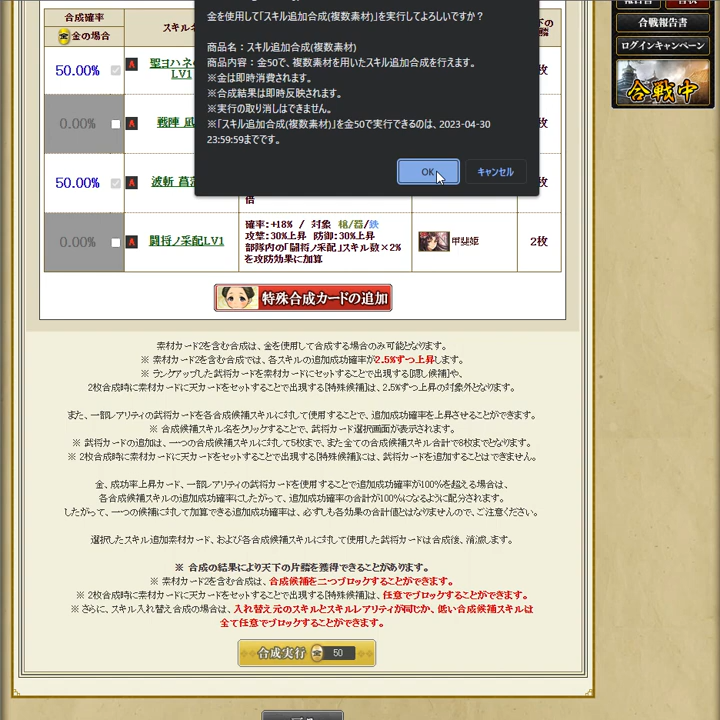 合成確率
金の場合
スキル名
金を使用して「スキル追加合成(複数素材)」を実行してよろしいですか？
商品名：スキル追加合成(複数素材)
商品内容：金50で、複数素材を用いたスキル追加合成を行えます。
※金は即時消費されます。
※合成結果は即時反映されます。
※実行の取り消しはできません。
※「スキル追加合成(複数素材)」を金50で実行できるのは、2023-04-30
23:59:59までです。
OK
キャンセル
50.00%
A
聖ヨハネ
LV1
枚
0.00%
A
戦陣
枚
50.00%
A
波斬 菖
枚
倍
0.00%
A
闘将ノ采配LV1
確率：+18% / 対象 槍/器/鉄
攻撃：30%上昇 防御：30%上昇
部隊内の「闘将ノ采配」スキル数×2%
を攻防効果に加算
甲斐姫
2枚
特殊合成カードの追加
素材カード2を含む合成は、金を使用して合成する場合のみ可能となります。
※ 素材カード2を含む合成では、各スキルの追加成功確率が2.5%ずつ上昇します。
※ ランクアップした武将カードを素材カードにセットすることで出現する[隠し候補]や、
2枚合成時に素材カードに天カードをセットすることで出現する[特殊候補]は、2.5%ずつ上昇の対象外となります。
また、一部レアリティの武将カードを各合成候補スキルに対して使用することで、追加成功確率を上昇させることができます。
※ 合成候補スキル名をクリックすることで、武将カード選択画面が表示されます。
※ 武将カードの追加は、一つの合成候補スキルに対して5枚まで、また全ての合成候補スキル合計で8枚までとなります。
※ 2枚合成時に素材カードに天カードをセットすることで出現する[特殊候補]には、武将カードを追加することはできません。
金、成功率上昇カード、一部レアリティの武将カードを使用することで追加成功確率が100%を超える場合は、
各合成候補スキルの追加成功確率にしたがって、追加成功確率の合計が100%になるように配分されます。
したがって、一つの候補に対して加算できる追加成功確率は、必ずしも各効果の合計値とはなりませんので、ご注意ください。
選択したスキル追加素材カード、および各合成候補スキルに対して使用した武将カードは合成後、消滅します。
※ 合成の結果により天下の片鱗を獲得できることがあります。
※ 素材カード2を含む合成は、合成候補を二つブロックすることができます。
※ 2枚合成時に素材カードに天カードをセットすることで出現する[特殊候補]は、任意でブロックすることができます。
※ さらに、スキル入れ替え合成の場合は、入れ替え元のスキルとスキルレアリティが同じか、低い合成候補スキルは
全て任意でブロックすることができます。
合成実行 50
合戦報告書
ログインキャンペーン
合戦中